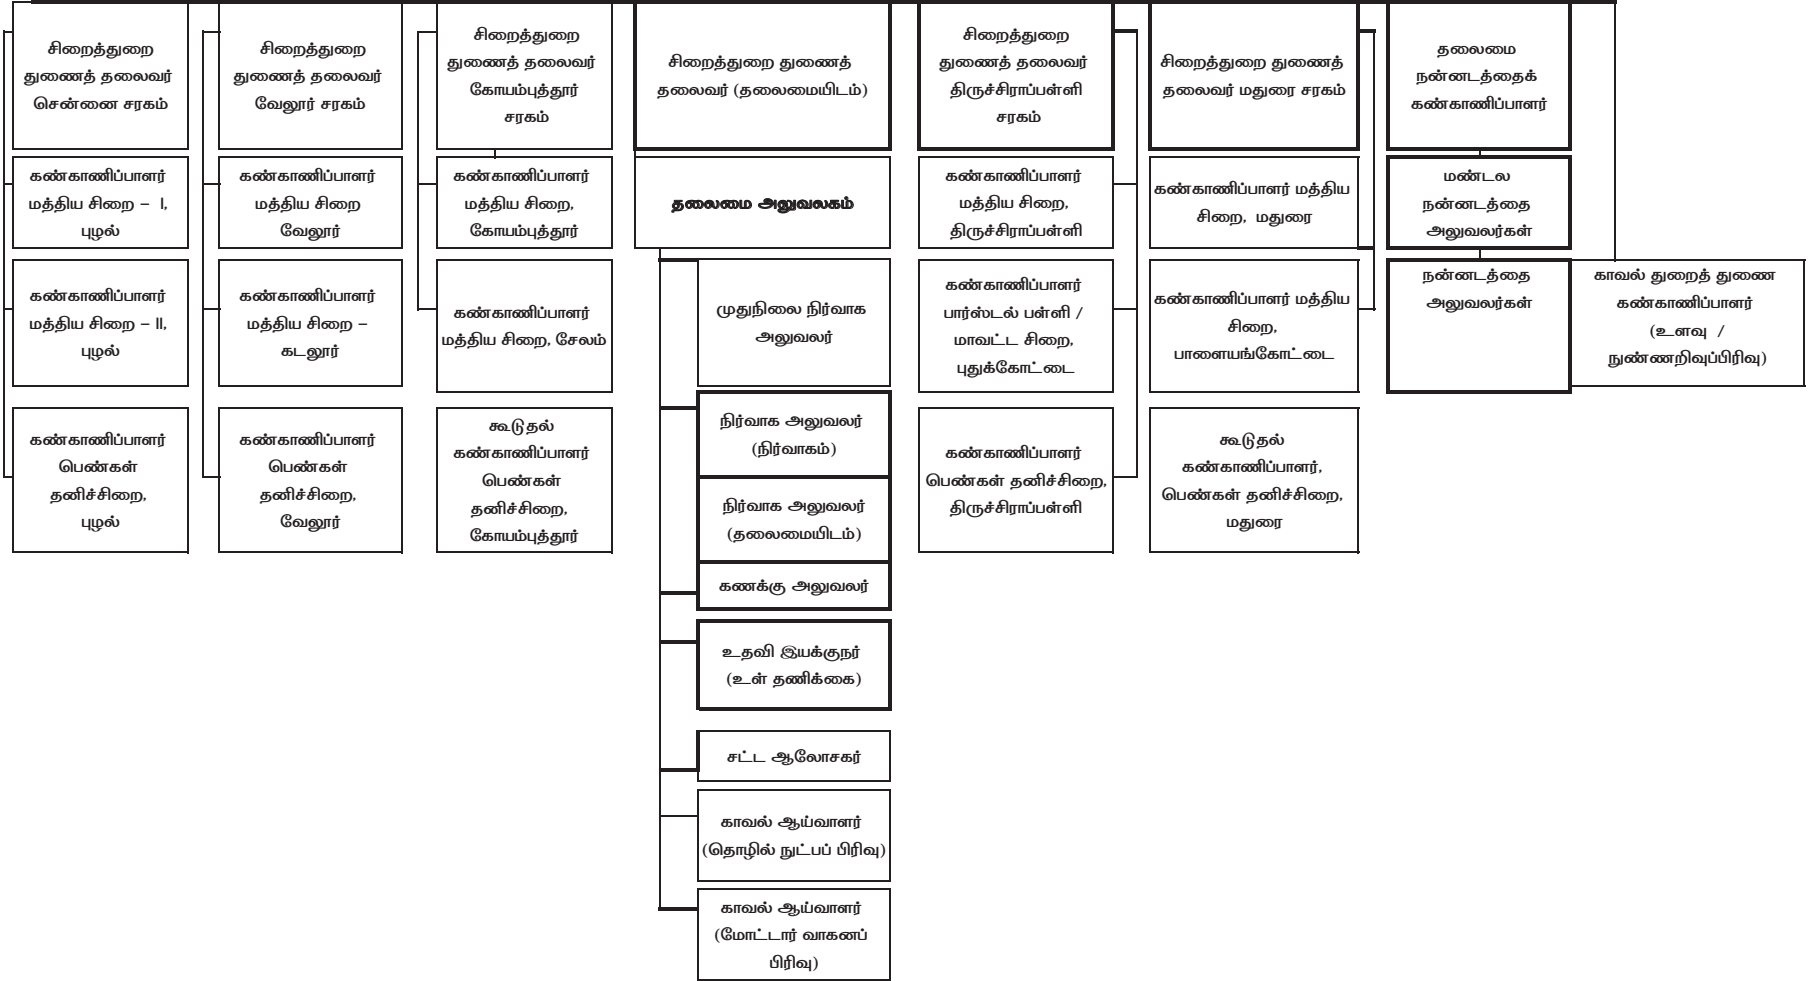 சிறைத்துறை
துணைத் தலைவர்
சென்னை சரகம்
கண்காணிப்பாளர்
மத்திய சிறை – I,
புழல்
கண்காணிப்பாளர்
மத்திய சிறை – II,
புழல்
கண்காணிப்பாளர்
பெண்கள்
தனிச்சிறை,
புழல்
சிறைத்துறை
துணைத் தலைவர்
வேலூர் சரகம்
கண்காணிப்பாளர்
மத்திய சிறை
வேலூர்
கண்காணிப்பாளர்
மத்திய சிறை –
கடலூர்
கண்காணிப்பாளர்
பெண்கள்
தனிச்சிறை,
வேலூர்
சிறைத்துறை
துணைத் தலைவர்
கோயம்புத்தூர்
சரகம்
கண்காணிப்பாளர்
மத்திய சிறை,
கோயம்புத்தூர்
கண்காணிப்பாளர்
மத்திய சிறை, சேலம்
கூடுதல்
கண்காணிப்பாளர்
பெண்கள்
தனிச்சிறை,
கோயம்புத்தூர்
சிறைத்துறை துணைத்
தலைவர் (தலைமையிடம்)
தலைமை அலுவலகம்
முதுநிலை நிர்வாக
அலுவலர்
நிர்வாக அலுவலர்
(நிர்வாகம்)
நிர்வாக அலுவலர்
(தலைமையிடம்)
கணக்கு அலுவலர்
உதவி இயக்குநர்
(உள் தணிக்கை)
சட்ட ஆலோசகர்
காவல் ஆய்வாளர்
(தொழில் நுட்பப் பிரிவு)
காவல் ஆய்வாளர்
(மோட்டார் வாகனப்
பிரிவு)
சிறைத்துறை
துணைத் தலைவர்
திருச்சிராப்பள்ளி
சரகம்
கண்காணிப்பாளர்
மத்திய சிறை,
திருச்சிராப்பள்ளி
கண்காணிப்பாளர்
பார்ஸ்டல் பள்ளி /
மாவட்ட சிறை,
புதுக்கோட்டை
கண்காணிப்பாளர்
பெண்கள் தனிச்சிறை,
திருச்சிராப்பள்ளி
சிறைத்துறை துணைத்
தலைவர் மதுரை சரகம்
கண்காணிப்பாளர் மத்திய
சிறை, மதுரை
கண்காணிப்பாளர் மத்திய
சிறை,
பாளையங்கோட்டை
கூடுதல்
கண்காணிப்பாளர்,
பெண்கள் தனிச்சிறை,
மதுரை
தலைமை
நன்னடத்தைக்
கண்காணிப்பாளர்
மண்டல
நன்னடத்தை
அலுவலர்கள்
நன்னடத்தை
அலுவலர்கள்
காவல் துறைத் துணை
கண்காணிப்பாளர்
(உளவு /
நுண்ணறிவுப்பிரிவு)